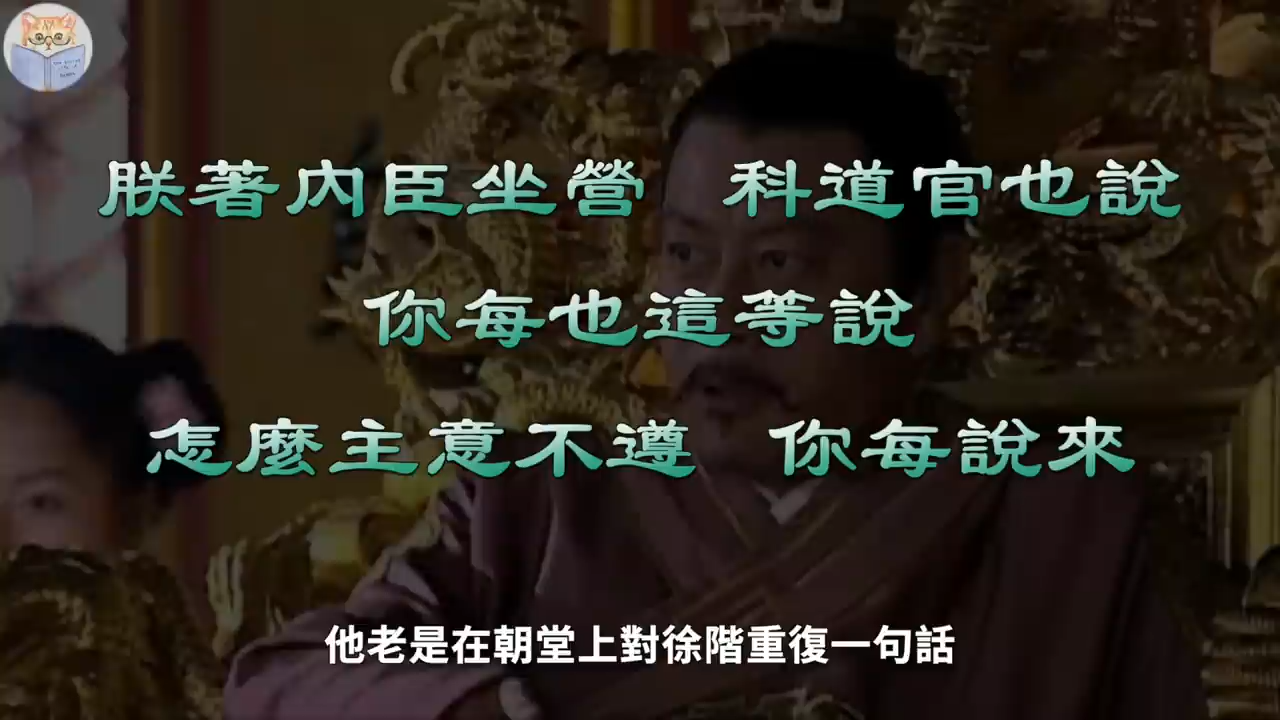 朕著內臣坐營 科道官也說
你每也這等說
怎麼主意不遵 你每說來
他老是在朝堂上對徐階重復一句話